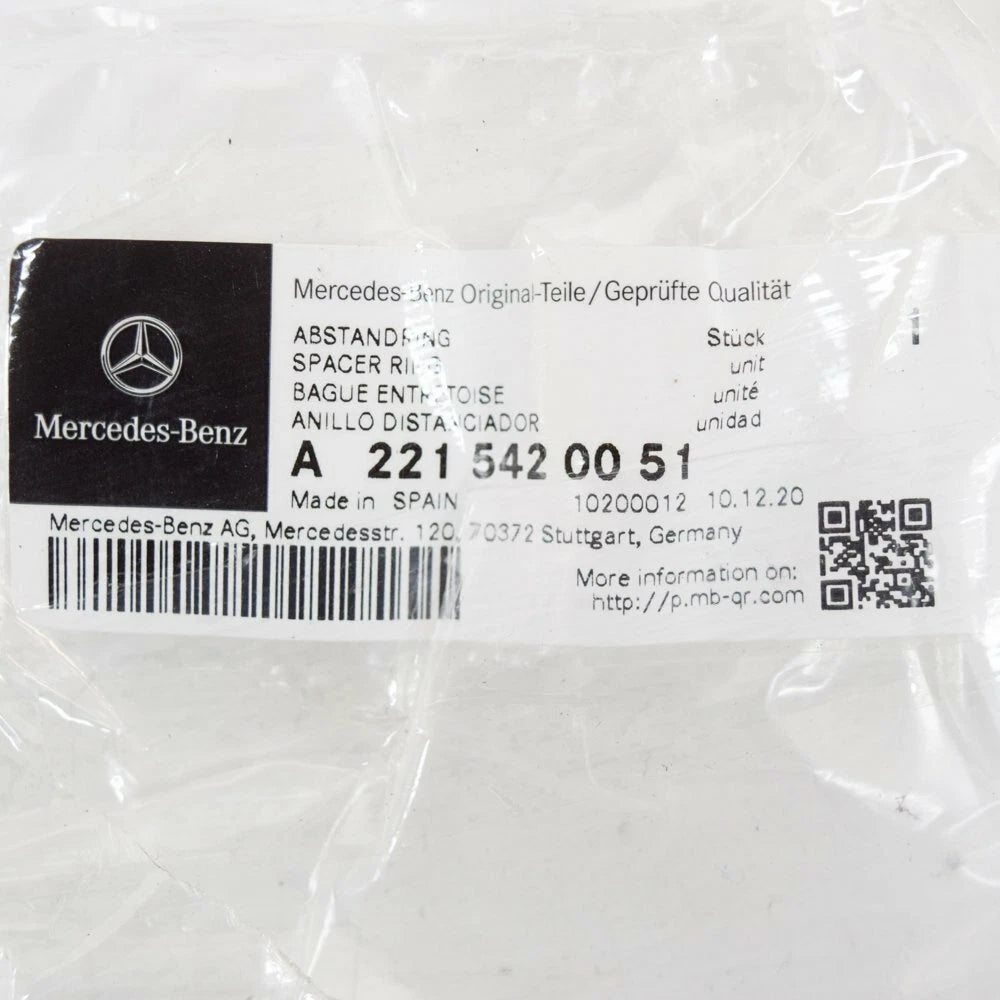 Mercedes-Benz Original-Teile/Geprüfte Qualität
ABSTANDRING Stück 1
SPACER RING unit
BAGUE ENTRETOISE unité
ANILLO DISTANCIADOR unidad
Mercedes-Benz
A 221 542 00 51
Made in SPAIN 10200012 10.12.20
Mercedes-Benz AG, Mercedesstr. 120, 70372 Stuttgart, Germany
More information on:
http://p.mb-qr.com